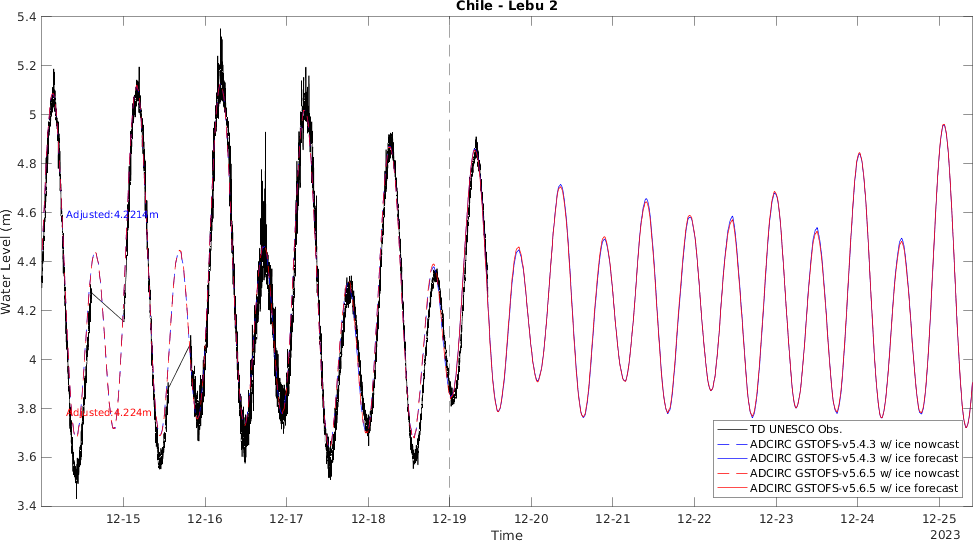 Chile - Lebu 2
5.4
5.2
5
4.8
4.6
4.4
4.2
4
3.8
3.6
3.4
Water Level (m)
Adjusted:4.2214m
Adjusted:4.224m
TD UNESCO Obs.
ADCIRC GSTOFS-v5.4.3 w/ ice nowcast
ADCIRC GSTOFS-v5.4.3 w/ ice forecast
ADCIRC GSTOFS-v5.6.5 w/ ice nowcast
ADCIRC GSTOFS-v5.6.5 w/ ice forecast
12-15 12-16 12-17 12-18 12-19 12-20 12-21 12-22 12-23 12-24 12-25
Time
2023